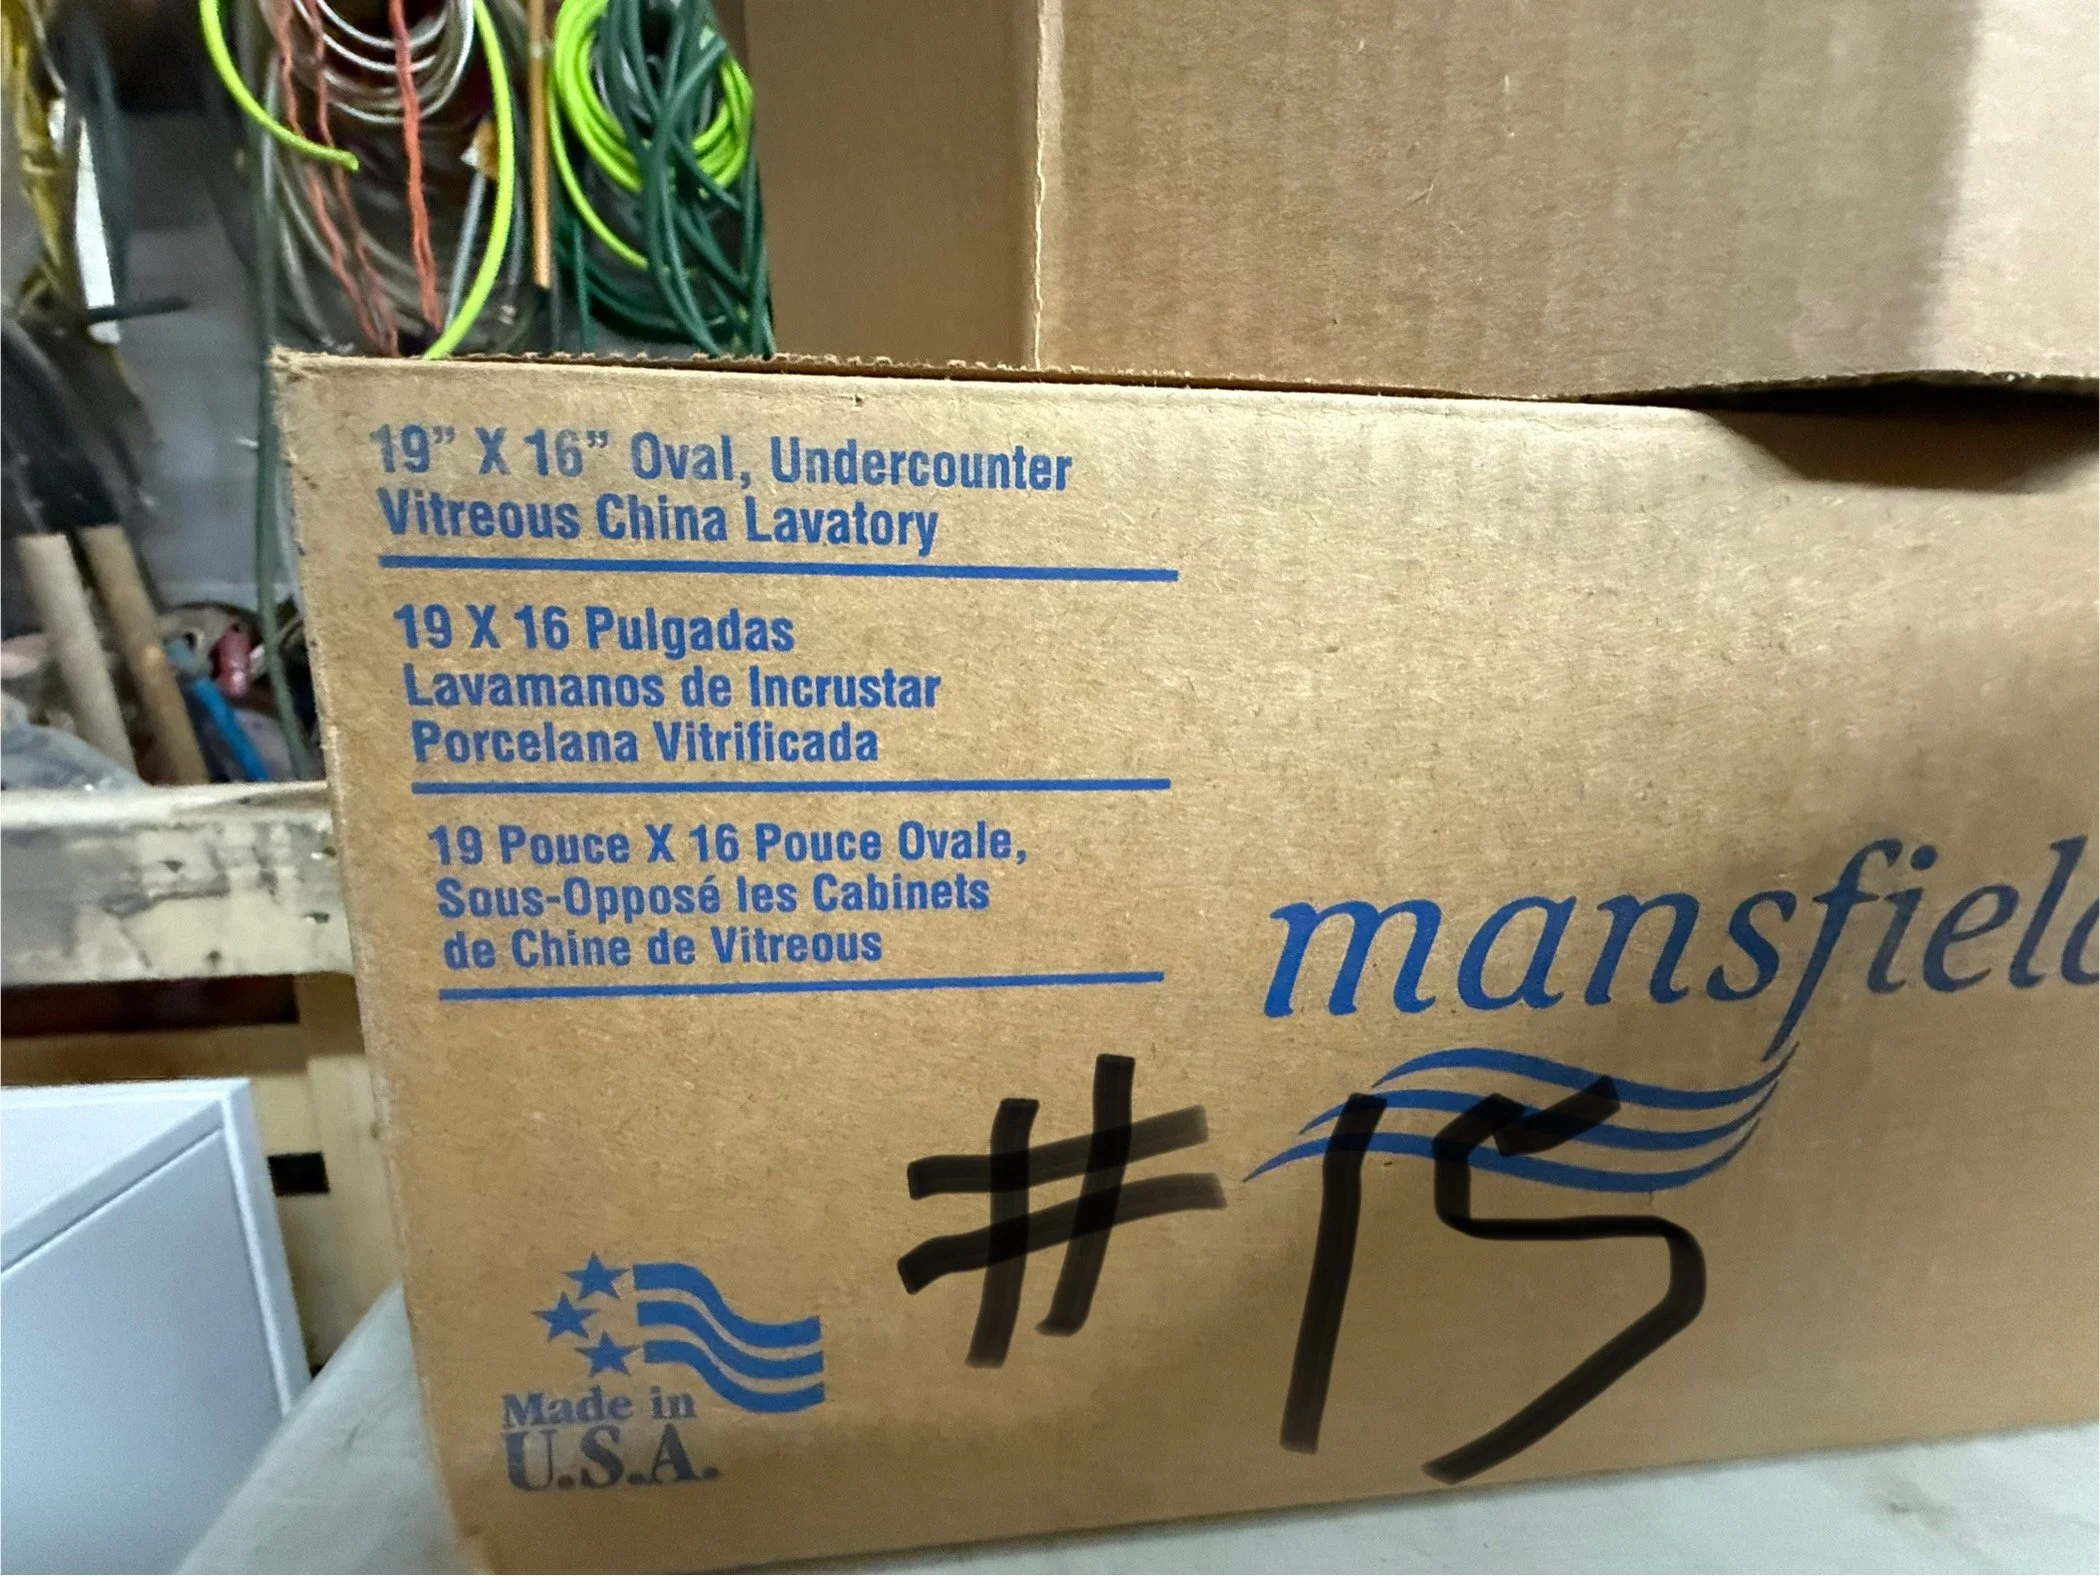 19” X 16” Oval, Undercounter
Vitreous China Lavatory
19 X 16 Pulgadas
Lavamanos de Incrustar
Porcelana Vitrificada
19 Pouce X 16 Pouce Ovale,
Sous-Opposé les Cabinets
de Chine de Vitreous
mansfield
#15
Made in
U.S.A.